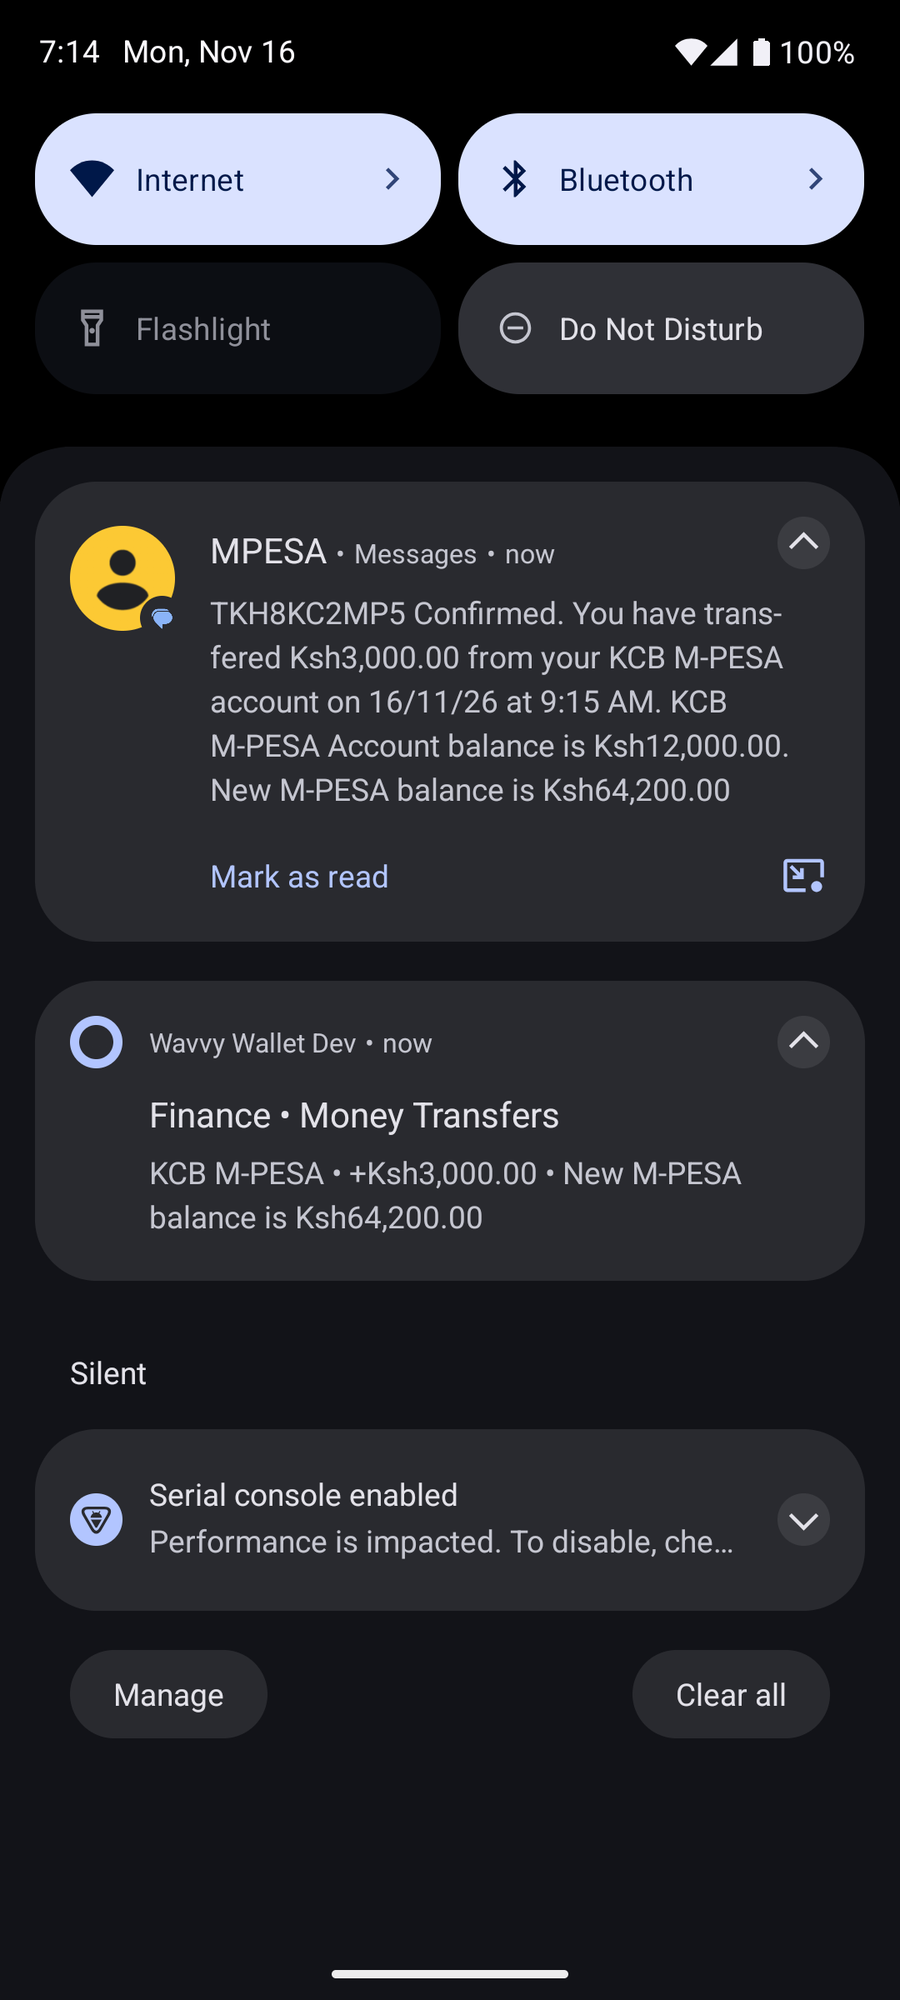 7:14 Mon, Nov 16 100%
Internet
Bluetooth
Flashlight
Do Not Disturb
MPESA • Messages • now
TKH8KC2MP5 Confirmed. You have trans-
fered Ksh3,000.00 from your KCB M-PESA
account on 16/11/26 at 9:15 AM. KCB
M-PESA Account balance is Ksh12,000.00.
New M-PESA balance is Ksh64,200.00
Mark as read
Wavvy Wallet Dev • now
Finance • Money Transfers
KCB M-PESA • +Ksh3,000.00 • New M-PESA
balance is Ksh64,200.00
Silent
Serial console enabled
Performance is impacted. To disable, che...
Manage
Clear all